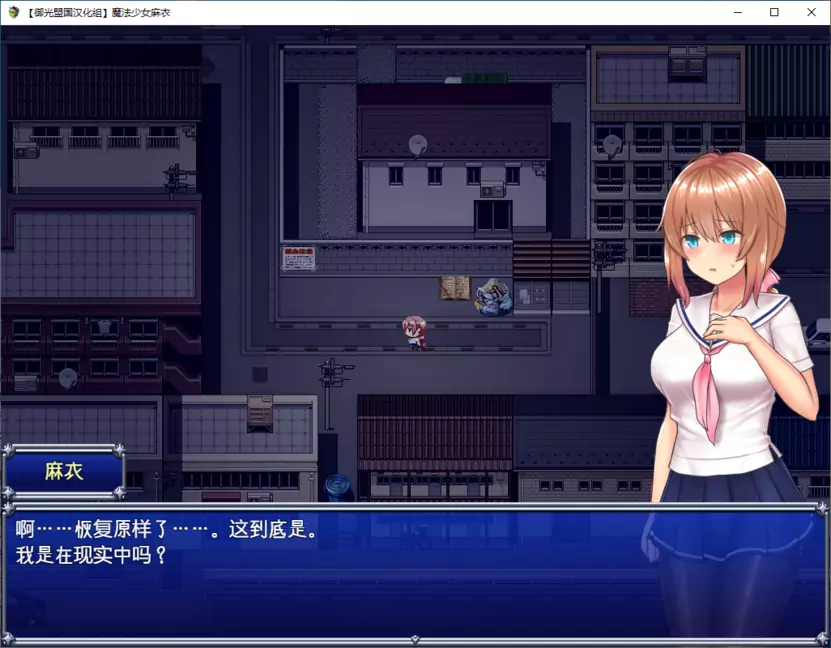 【御光盟国汉化组】魔法少女麻衣
麻衣
啊……恢复原样了……。这到底是。
我是在现实中吗？